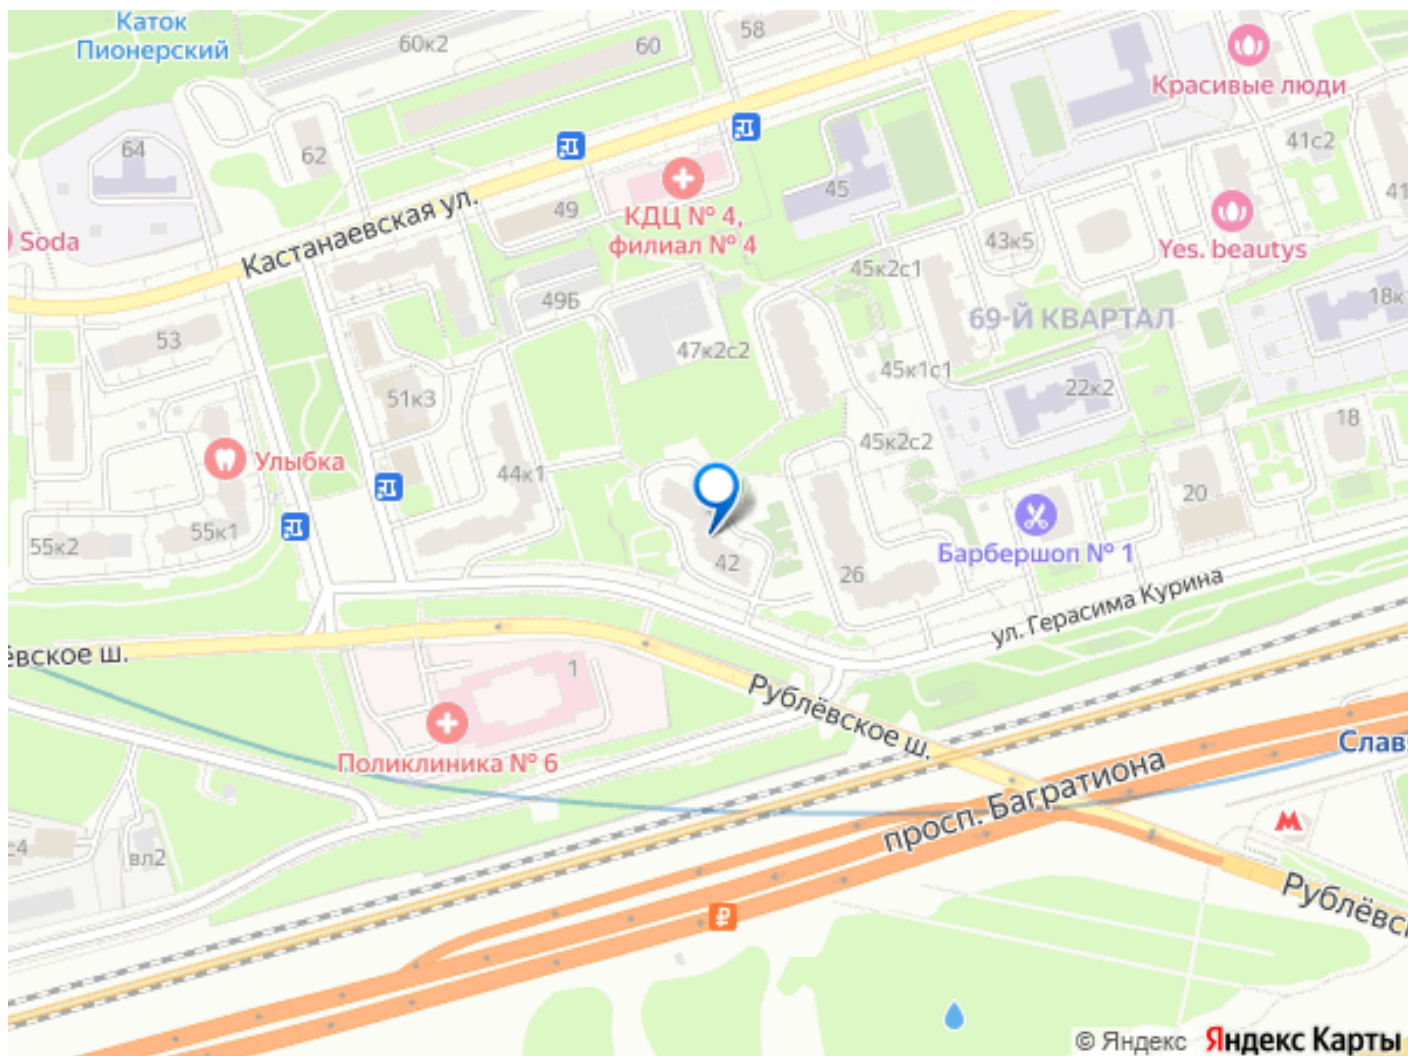 Каток
Пионерский
60к2
60
58
Красивые люди
64
62
41с2
45
49
КДЦ № 4,
филиал № 4
41
Soda
Кастанаевская ул.
43к5
Yes. beautys
45к2с1
49Б
18к
69-Й КВАРТАЛ
53
47к2с2
45к1с1
51к3
22к2
18
45к2с2
Улыбка
44к1
20
55к2
55к1
42
26
Барбершоп № 1
ул. Герасима Курина
ёвское ш.
1
Рублёвское ш.
Поликлиника № 6
Слав
просп. Багратиона
с4
вл2
Рублёвс
© Яндекс Яндекс Карты